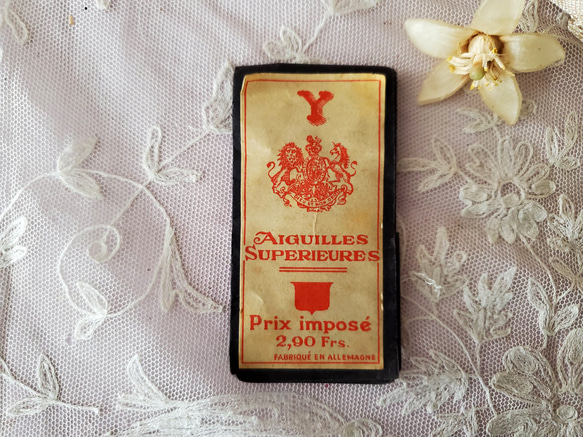 Y
AIGUILLES
SUPERIEURES
Prix imposé
2,90 Frs.
FABRIQUÉ EN ALLEMAGNE